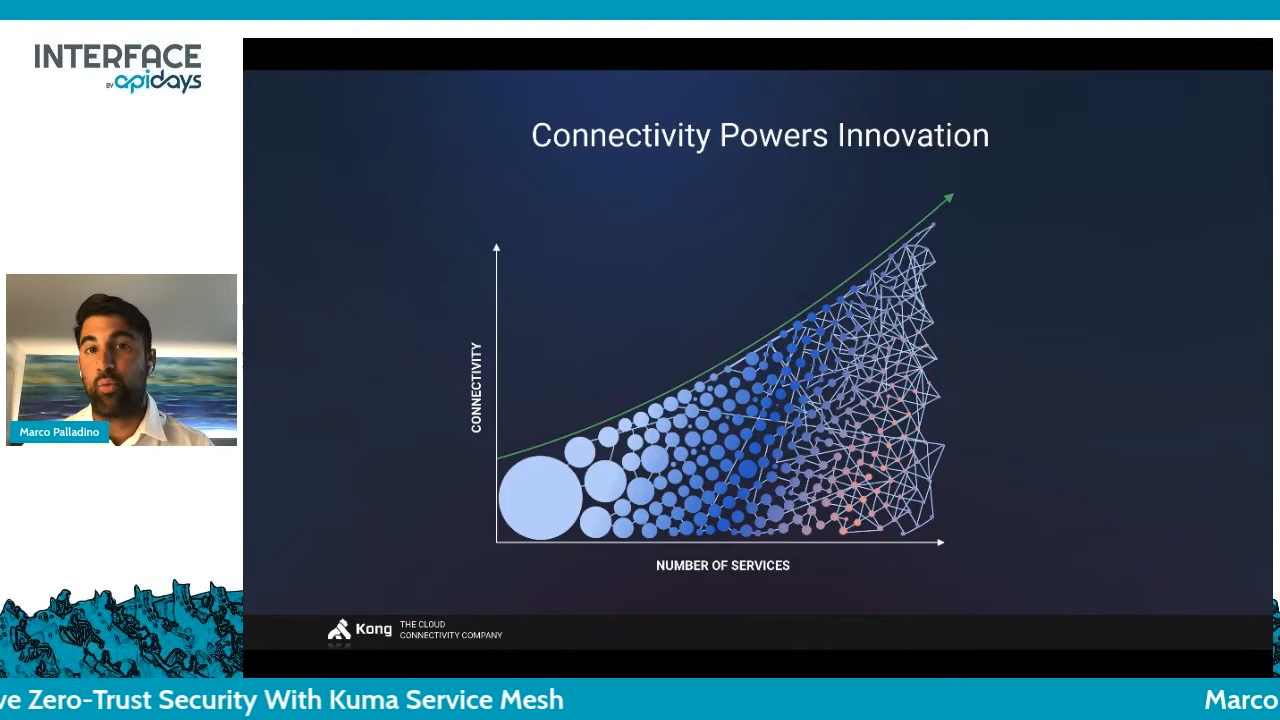 INTERFACE
BY apidays
Connectivity Powers Innovation
CONNECTIVITY
NUMBER OF SERVICES
Marco Palladino
Kong
THE CLOUD
CONNECTIVITY COMPANY
ve Zero-Trust Security With Kuma Service Mesh
Marco